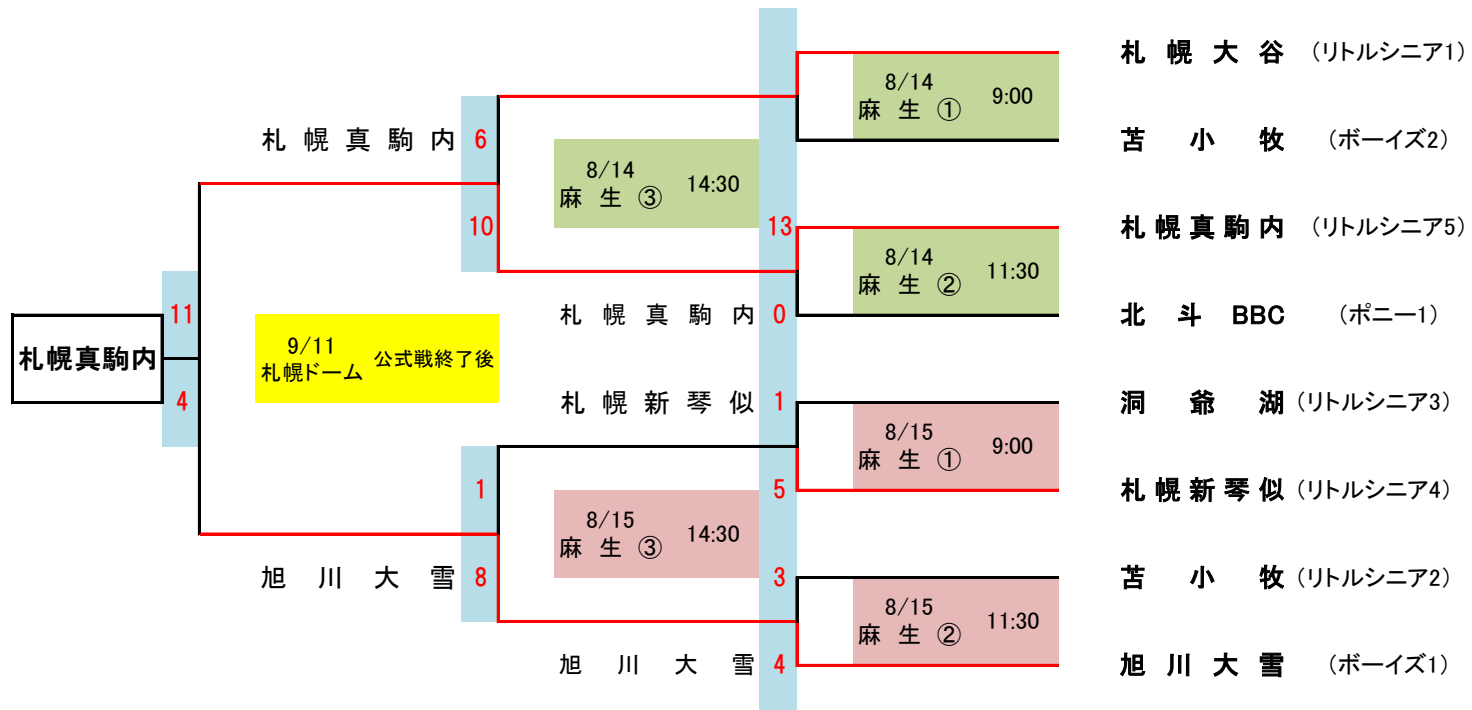 札幌大谷 (リトルシニア1)
8/14
麻生① 9:00
札幌真駒内 6
苫小牧 (ボーイズ2)
8/14
麻生③ 14:30
10
13
札幌真駒内 (リトルシニア5)
8/14
麻生② 11:30
11
札幌真駒内 0
北斗BBC (ポニー1)
9/11
札幌ドーム 公式戦終了後
札幌真駒内
4
札幌新琴似 1
洞爺湖 (リトルシニア3)
8/15
麻生① 9:00
1
5
札幌新琴似 (リトルシニア4)
8/15
麻生③ 14:30
旭川大雪 8
3
苫小牧 (リトルシニア2)
8/15
麻生② 11:30
旭川大雪 4
旭川大雪 (ボーイズ1)